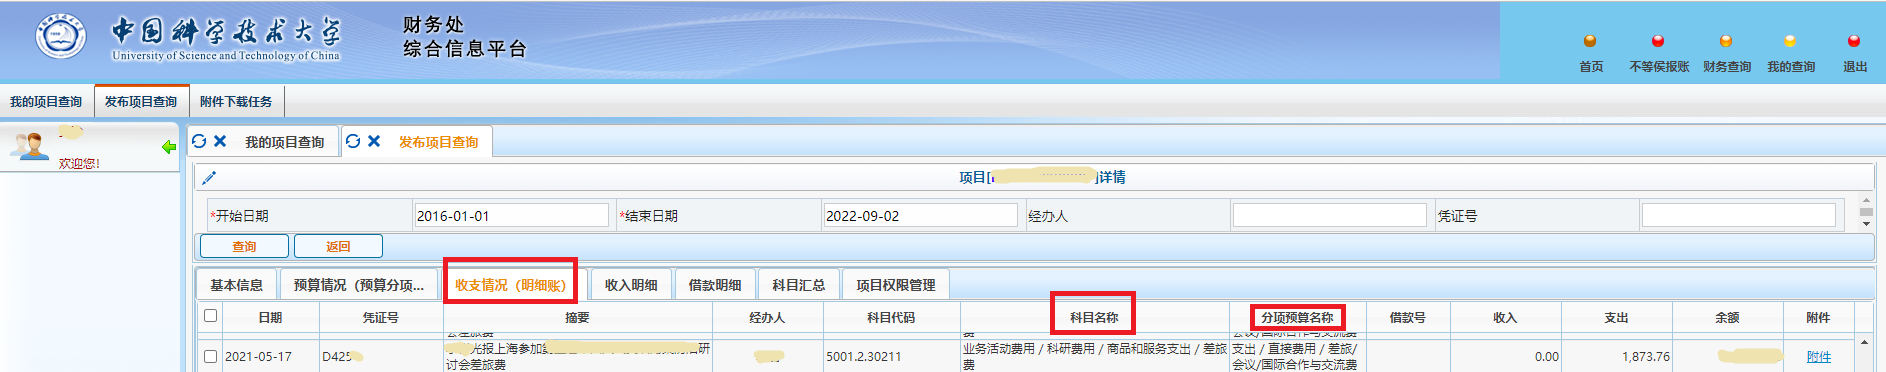 中国科学技术大学
University of Science and Technology of China
财务处
综合信息平台
首页 不等侯报账 财务查询 我的查询 退出
我的项目查询 发布项目查询 附件下载任务
欢迎您!
我的项目查询 发布项目查询
项目[ ]详情
*开始日期 2016-01-01 *结束日期 2022-09-02 经办人 凭证号
查询 返回
基本信息 预算情况（预算分项... 收支情况（明细账） 收入明细 借款明细 科目汇总 项目权限管理
日期 凭证号 摘要 经办人 科目代码 科目名称 分项预算名称 借款号 收入 支出 余额 附件
2021-05-17 D425 光报上海参加 研
讨会差旅费
5001.2.30211
业务活动费用 / 科研费用 / 商品和服务支出 / 差旅
费
支出 / 直接费用 / 差旅/
会议/国际合作与交流费
0.00 1,873.76 附件